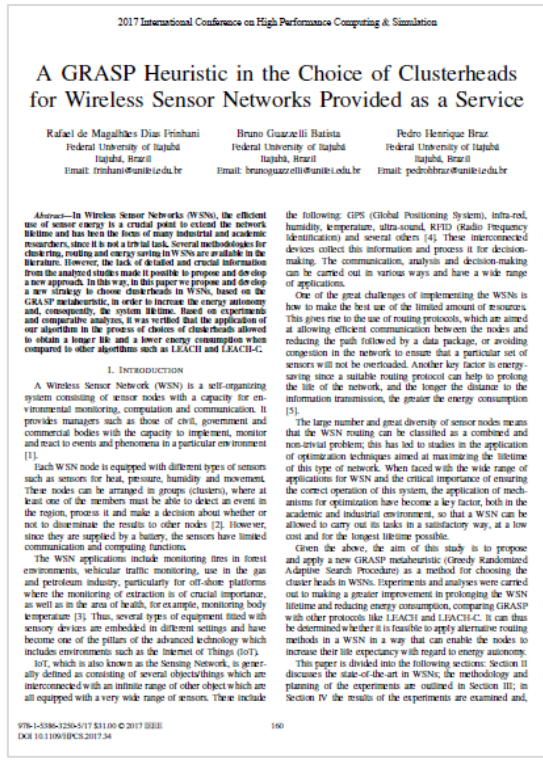 2017 International Conference on High Performance Computing & Simulation
A GRASP Heuristic in the Choice of Clusterheads
for Wireless Sensor Networks Provided as a Service
Rafael de Magalhães Dias Frinhani
Federal University of Itajubá
Itajubá, Brazil
Email: frinhani@unifei.edu.br
Bruno Guazzelli Batista
Federal University of Itajubá
Itajubá, Brazil
Email: brunoguazzelli@unifei.edu.br
Pedro Henrique Braz
Federal University of Itajubá
Itajubá, Brazil
Email: pedrohbraz@unifei.edu.br
Abstract—In Wireless Sensor Networks (WSNs), the efficient
use of sensor energy is a crucial point to extend the network
lifetime and has been the focus of many industrial and academic
researchers, since it is not a trivial task. Several methodologies for
clustering, routing and energy saving in WSNs are available in the
literature. However, the lack of detailed and crucial information
from the analyzed studies made it possible to propose and develop
a new approach. In this way, in this paper we propose and develop
a new strategy to choose clusterheads in WSNs, based on the
GRASP metaheuristic, in order to increase the energy autonomy
and, consequently, the system lifetime. Based on experiments
and comparative analyzes, it was verified that the application of
our algorithm in the process of choices of clusterheads allowed
to obtain a longer life and a lower energy consumption when
compared to other algorithms such as LEACH and LEACH-C.
I. INTRODUCTION
A Wireless Sensor Network (WSN) is a self-organizing
system consisting of sensor nodes with a capacity for en-
vironmental monitoring, computation and communication. It
provides managers such as those of civil, government and
commercial bodies with the capacity to implement, monitor
and react to events and phenomena in a particular environment
[1].
Each WSN node is equipped with different types of sensors
such as sensors for heat, pressure, humidity and movement.
These nodes can be arranged in groups (clusters), where at
least one of the members must be able to detect an event in
the region, process it and make a decision about whether or
not to disseminate the results to other nodes [2]. However,
since they are supplied by a battery, the sensors have limited
communication and computing functions.
The WSN applications include monitoring fires in forest
environments, vehicular traffic monitoring, use in the gas
and petroleum industry, particularly for off-shore platforms
where the monitoring of extraction is of crucial importance,
as well as in the area of health, for example, monitoring body
temperature [3]. Thus, several types of equipment fitted with
sensory devices are embedded in different settings and have
become one of the pillars of the advanced technology which
includes environments such as the Internet of Things (IoT).
IoT, which is also known as the Sensing Network, is gener-
ally defined as consisting of several objects/things which are
interconnected with an infinite range of other object which are
all equipped with a very wide range of sensors. These include
the following: GPS (Global Positioning System), infra-red,
humidity, temperature, ultra-sound, RFID (Radio Frequency
Identification) and several others [4]. These interconnected
devices collect this information and process it for decision-
making. The communication, analysis and decision-making
can be carried out in various ways and have a wide range
of applications.
One of the great challenges of implementing the WSNs is
how to make the best use of the limited amount of resources.
This gives rise to the use of routing protocols, which are aimed
at allowing efficient communication between the nodes and
reducing the path followed by a data package, or avoiding
congestion in the network to ensure that a particular set of
sensors will not be overloaded. Another key factor is energy-
saving since a suitable routing protocol can help to prolong
the life of the network, and the longer the distance to the
information transmission, the greater the energy consumption
[5].
The large number and great diversity of sensor nodes means
that the WSN routing can be classified as a combined and
non-trivial problem; this has led to studies in the application
of optimization techniques aimed at maximizing the lifetime
of this type of network. When faced with the wide range of
applications for WSN and the critical importance of ensuring
the correct operation of this system, the application of mech-
anisms for optimization have become a key factor, both in the
academic and industrial environment, so that a WSN can be
allowed to carry out its tasks in a satisfactory way, at a low
cost and for the longest lifetime possible.
Given the above, the aim of this study is to propose
and apply a new GRASP metaheuristic (Greedy Randomized
Adaptive Search Procedure) as a method for choosing the
cluster heads in WSNs. Experiments and analyses were carried
out to making a greater improvement in prolonging the WSN
lifetime and reducing energy consumption, comparing GRASP
with other protocols like LEACH and LEACH-C. It can thus
be determined whether it is feasible to apply alternative routing
methods in a WSN in a way that can enable the nodes to
increase their life expectancy with regard to energy autonomy.
This paper is divided into the following sections: Section II
discusses the state-of-the-art in WSNs; the methodology and
planning of the experiments are outlined in Section III; in
Section IV the results of the experiments are examined and,
978-1-5386-3250-5/17 $31.00 © 2017 IEEE
DOI 10.1109/HPCS.2017.34
160